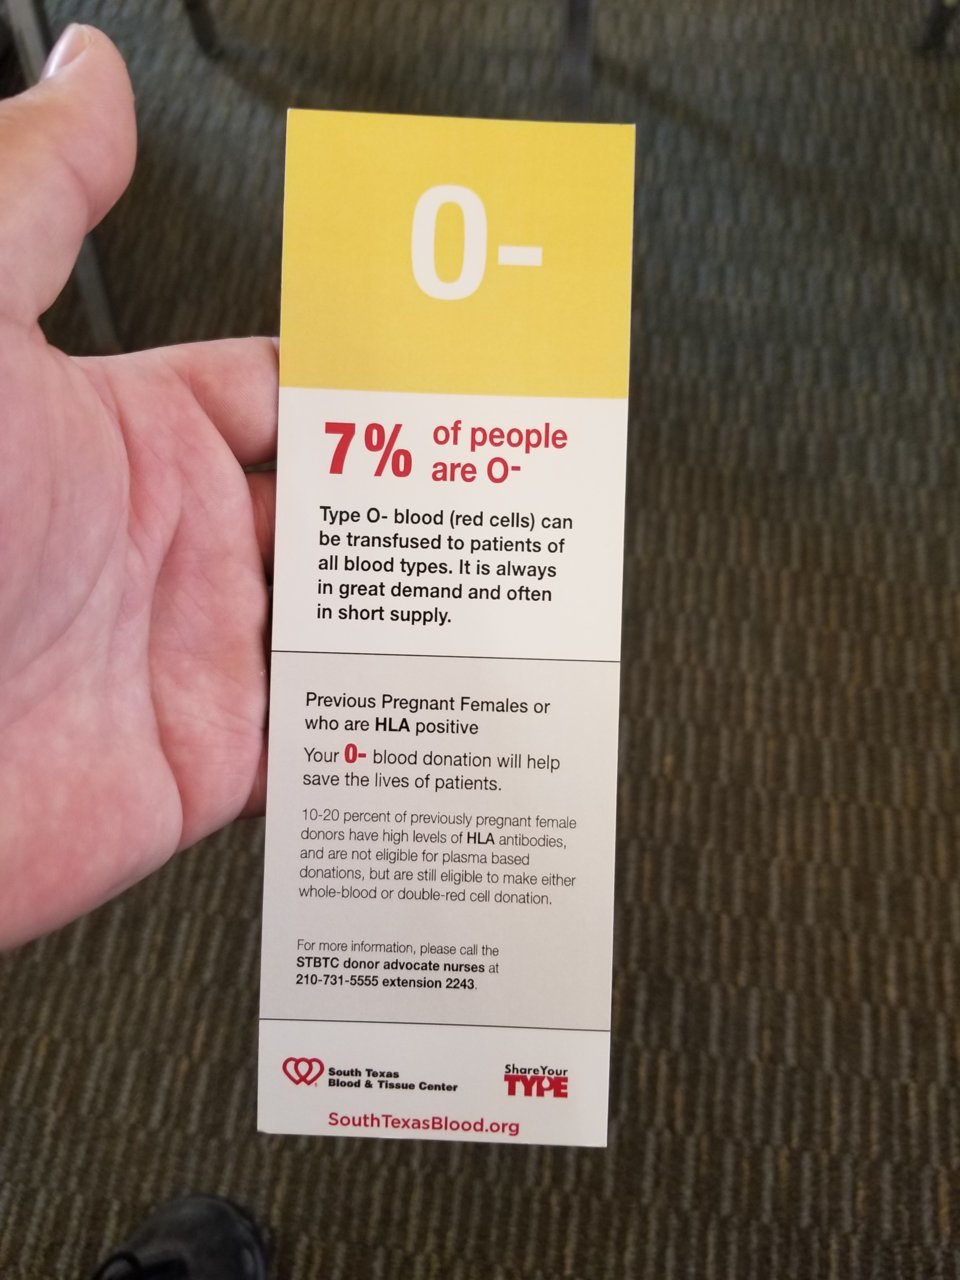 O-
7% of people
are O-
Type O- blood (red cells) can
be transfused to patients of
all blood types. It is always
in great demand and often
in short supply.
Previous Pregnant Females or
who are HLA positive
Your O- blood donation will help
save the lives of patients.
10-20 percent of previously pregnant female
donors have high levels of HLA antibodies,
and are not eligible for plasma based
donations, but are still eligible to make either
whole-blood or double-red cell donation.
For more information, please call the
STBTC donor advocate nurses at
210-731-5555 extension 2243.
South Texas
Blood & Tissue Center
ShareYour
TYPE
SouthTexasBlood.org